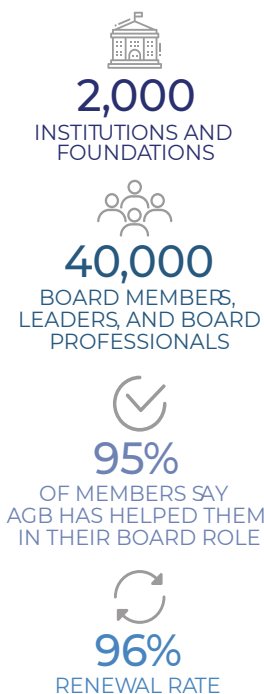 2,000
INSTITUTIONS AND
FOUNDATIONS
40,000
BOARD MEMBERS,
LEADERS, AND BOARD
PROFESSIONALS
95%
OF MEMBERS SAY
AGB HAS HELPED THEM
IN THEIR BOARD ROLE
96%
RENEWAL RATE